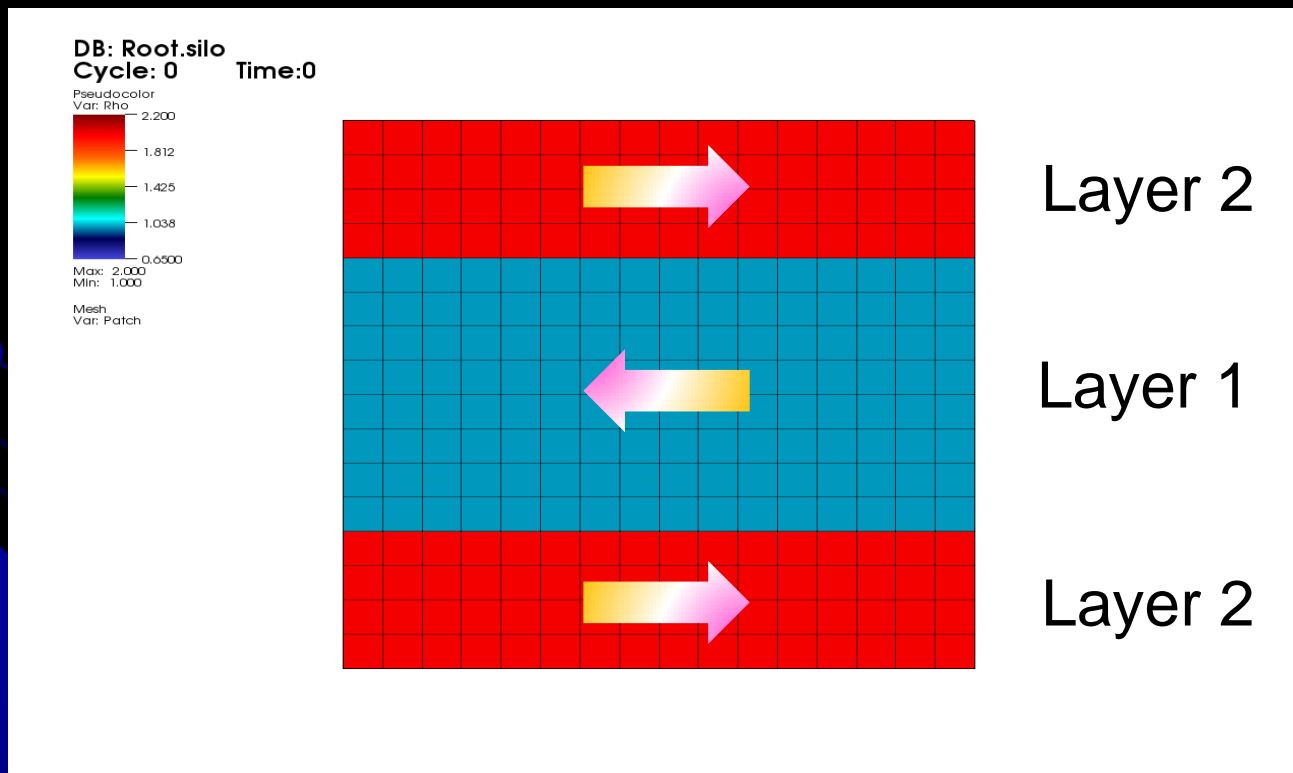 DB: Root.silo
Cycle: 0 Time:0
Pseudocolor
Var: Rho
2.200
1.812
1.425
1.038
0.6500
Max: 2.000
Min: 1.000
Mesh
Var: Patch
Layer 2
Layer 1
Layer 2